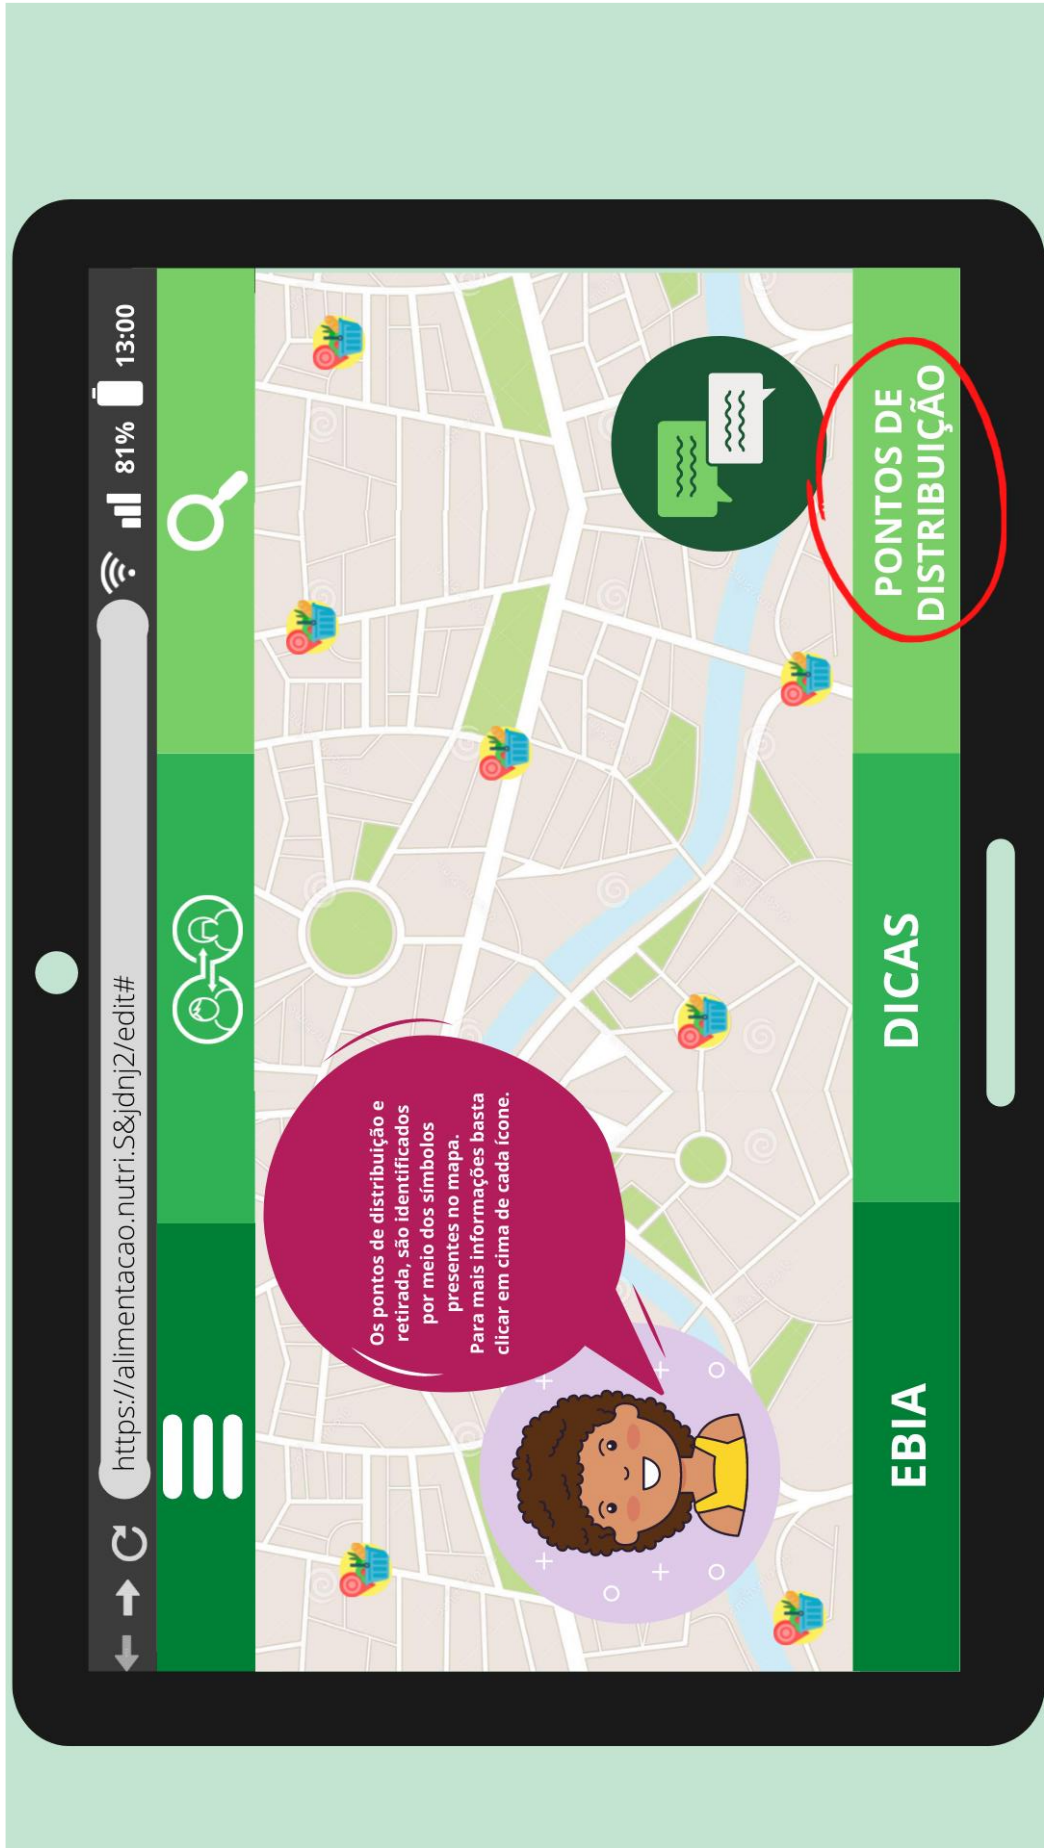 https://alimentacao.nutri.S&jdnj2/edit#
81%
13:00
Os pontos de distribuição e
retirada, são identificados
por meio dos símbolos
presentes no mapa.
Para mais informações basta
clicar em cima de cada ícone.
EBIA
DICAS
PONTOS DE
DISTRIBUIÇÃO